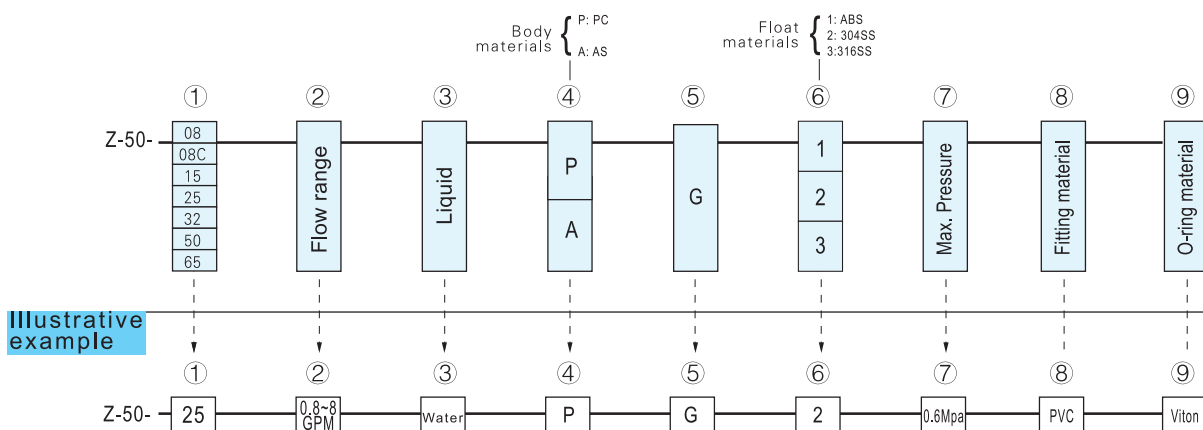 Body materials { P: PC
A: AS
Float materials { 1: ABS
2: 304SS
3:316SS
① ② ③ ④ ⑤ ⑥ ⑦ ⑧ ⑨
Z-50-
08
08C
15
25
32
50
65
Flow range
Liquid
P
A
G
1
2
3
Max. Pressure
Fitting material
O-ring material
Illustrative
example
① ② ③ ④ ⑤ ⑥ ⑦ ⑧ ⑨
Z-50- 25 0.8~8 GPM Water P G 2 0.6Mpa PVC Viton